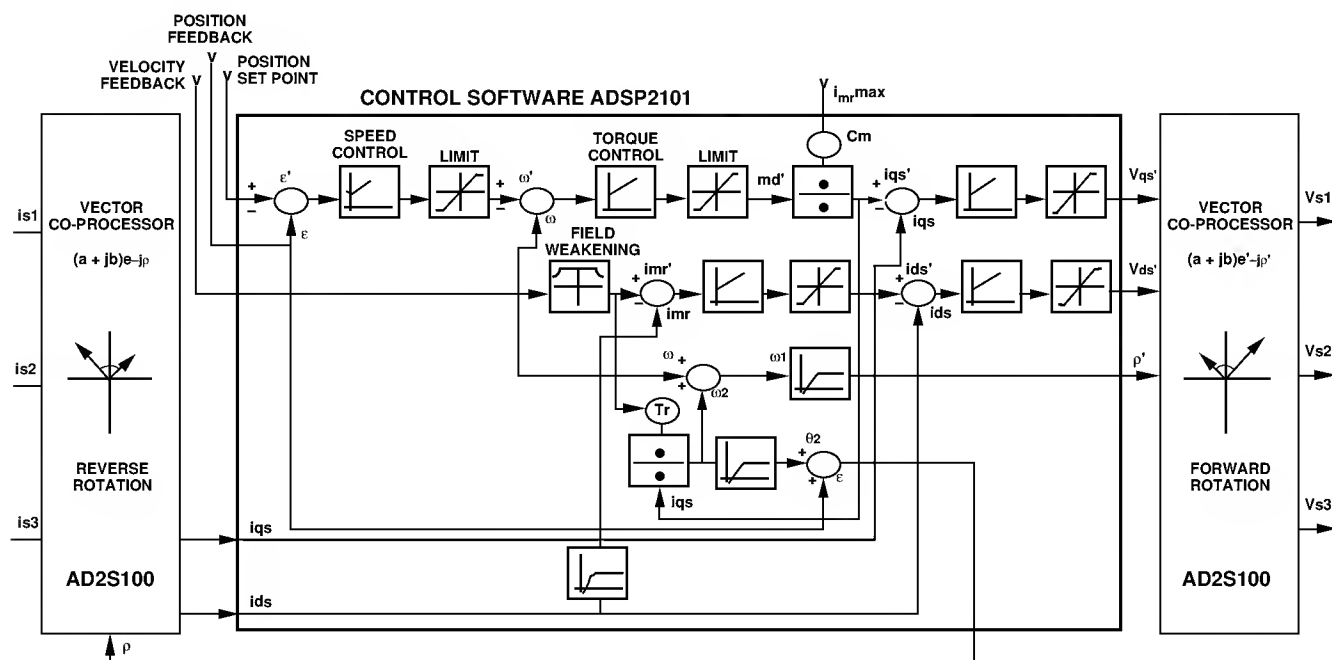 POSITION
FEEDBACK
VELOCITY
FEEDBACK
POSITION
SET POINT
CONTROL SOFTWARE ADSP2101
imrmax
Cm
SPEED
CONTROL
LIMIT
TORQUE
CONTROL
LIMIT
ε'
+
−
ε
+
−
ω'
ω
md'
iqs'
+
−
iqs
Vqs'
FIELD
WEAKENING
imr'
+
−
imr
ids'
+
−
ids
Vds'
ω
+
+
ω2
ω1
ρ'
Tr
θ2
+
+
ε
iqs
iqs
ids
is1
is2
is3
VECTOR
CO-PROCESSOR
(a + jb)e–jρ
REVERSE
ROTATION
AD2S100
ρ
VECTOR
CO-PROCESSOR
(a + jb)e'–jρ'
FORWARD
ROTATION
AD2S100
Vs1
Vs2
Vs3